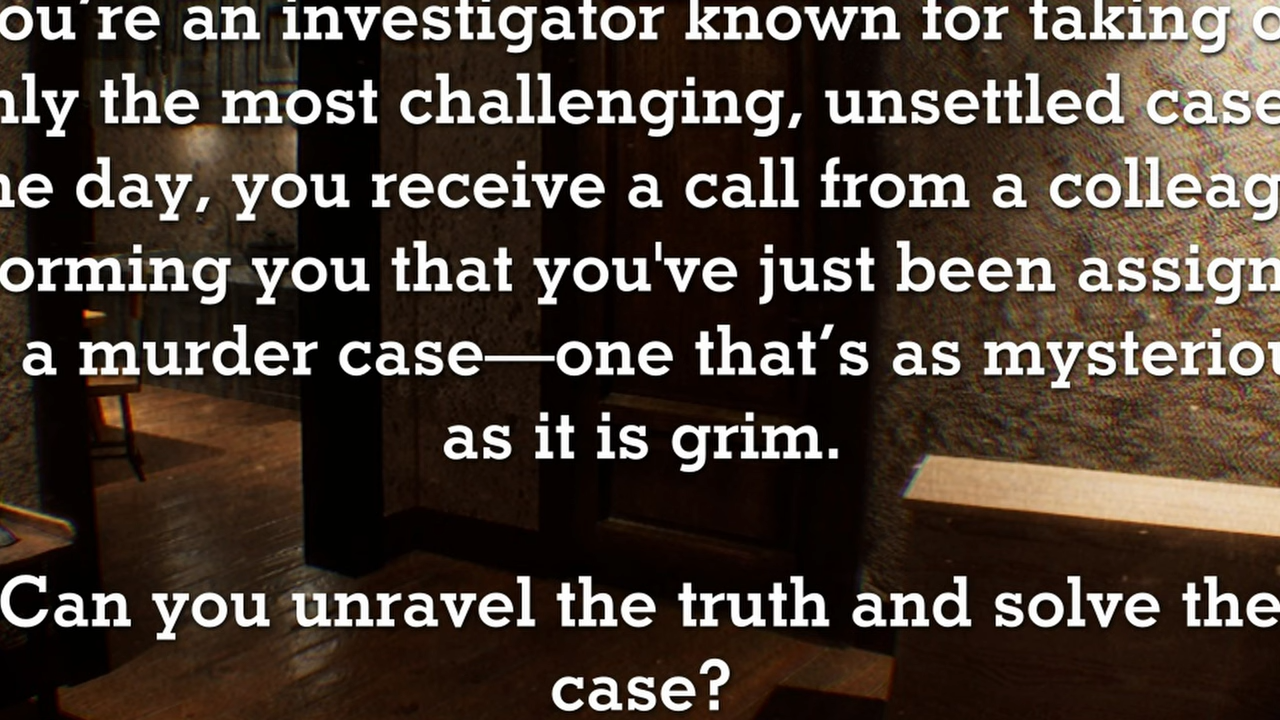 ou’re an investigator known for taking o
nly the most challenging, unsettled case
ne day, you receive a call from a colleag
orming you that you've just been assign
a murder case—one that’s as mysteriou
as it is grim.
Can you unravel the truth and solve the
case?